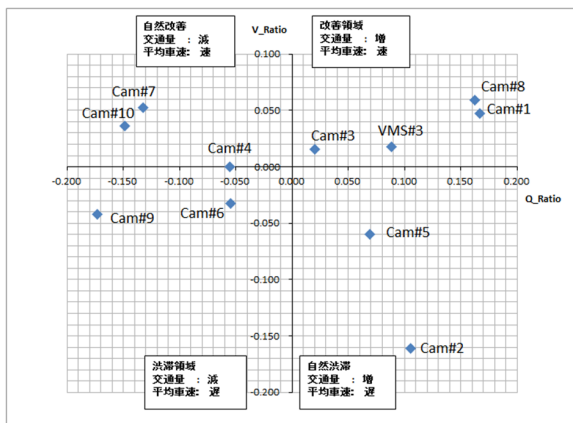 自然改善
交通量 : 減
平均車速: 速
V_Ratio
改善領域
交通量 : 増
平均車速: 速
0.100
Cam#7
Cam#8
Cam#10
0.050
Cam#1
Cam#3
VMS#3
Cam#4
0.000
-0.200
-0.150
-0.100
-0.050
0.000
0.050
0.100
0.150
0.200
Q_Ratio
Cam#9
Cam#6
-0.050
Cam#5
-0.100
-0.150
Cam#2
渋滞領域
交通量 : 減
平均車速: 遅
自然渋滞
交通量 : 増
平均車速: 遅
-0.200